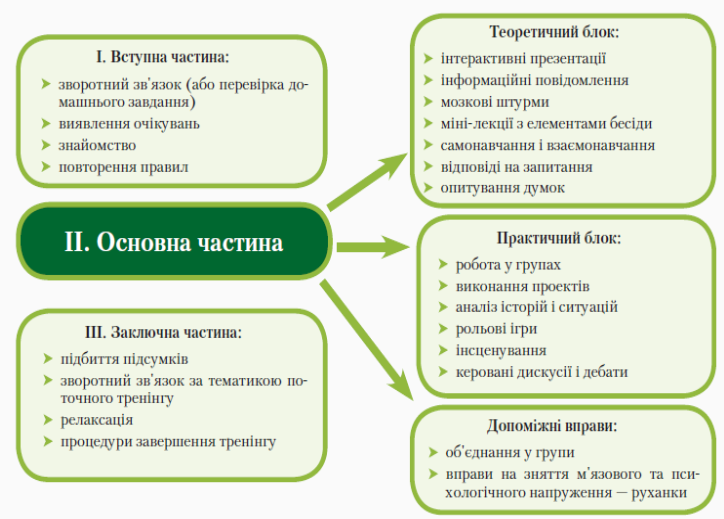 І. Вступна частина:
зворотний зв'язок (або перевірка до-
машнього завдання)
виявлення очікувань
знайомство
повторення правил
ІІ. Основна частина
ІІІ. Заключна частина:
підбиття підсумків
зворотний зв'язок за тематикою по-
точного тренінгу
релаксація
процедури завершення тренінгу
Теоретичний блок:
інтерактивні презентації
інформаційні повідомлення
мозкові штурми
міні-лекції з елементами бесіди
самонавчання і взаємонавчання
відповіді на запитання
опитування думок
Практичний блок:
робота у групах
виконання проектів
аналіз історій і ситуацій
рольові ігри
інсценування
керовані дискусії і дебати
Допоміжні вправи:
об'єднання у групи
вправи на зняття м'язового та пси-
хологічного напруження — руханки